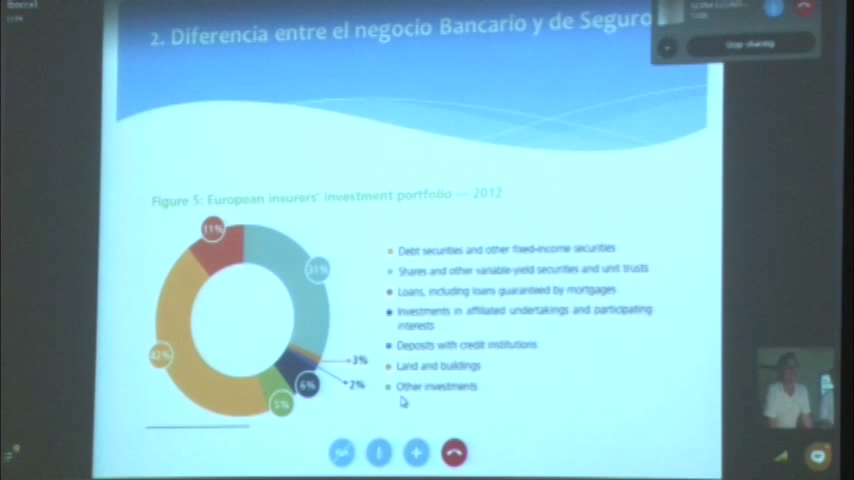 2. Diferencia entre el negocio Bancario y de Seguro
Stop sharing
Figure 5: European insurers' investment portfolio — 2012
11%
31%
42%
3%
6%
2%
5%
Debt securities and other fixed-income securities
Shares and other variable-yield securities and unit trusts
Loans, including loans guaranteed by mortgages
Investments in affiliated undertakings and participating
interests
Deposits with credit institutions
Land and buildings
Other investments